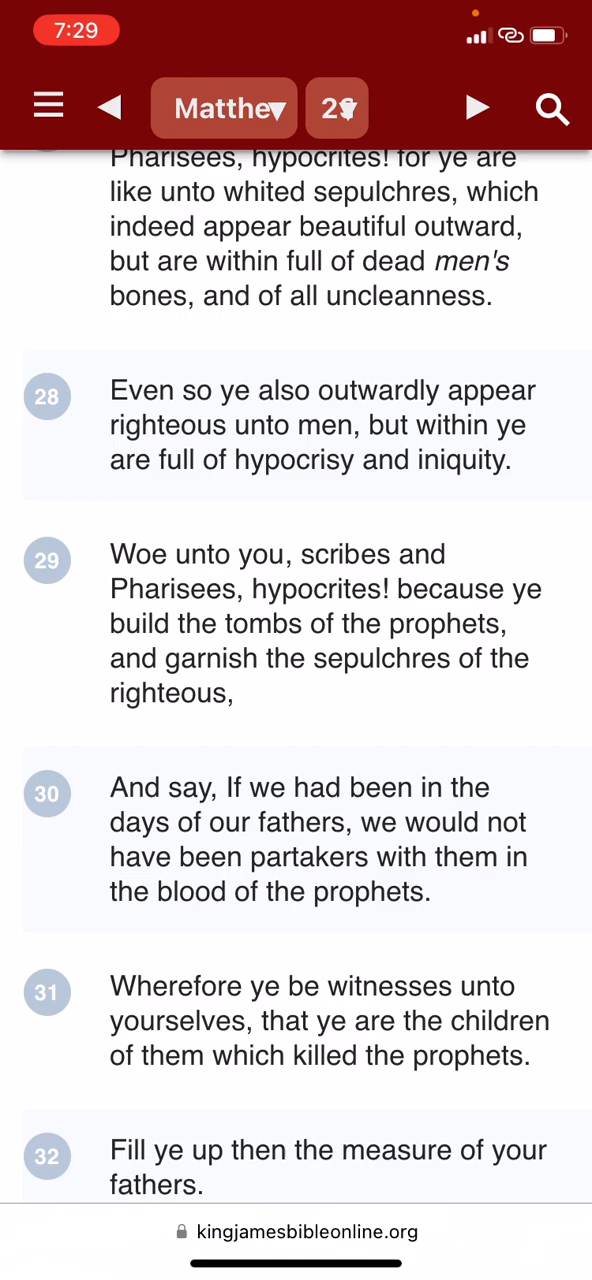 7:29
Matthe
Pharisees, hypocrites! for ye are
like unto whited sepulchres, which
indeed appear beautiful outward,
but are within full of dead men's
bones, and of all uncleanness.
28
Even so ye also outwardly appear
righteous unto men, but within ye
are full of hypocrisy and iniquity.
29
Woe unto you, scribes and
Pharisees, hypocrites! because ye
build the tombs of the prophets,
and garnish the sepulchres of the
righteous,
30
And say, If we had been in the
days of our fathers, we would not
have been partakers with them in
the blood of the prophets.
31
Wherefore ye be witnesses unto
yourselves, that ye are the children
of them which killed the prophets.
32
Fill ye up then the measure of your
fathers.
kingjamesbibleonline.org